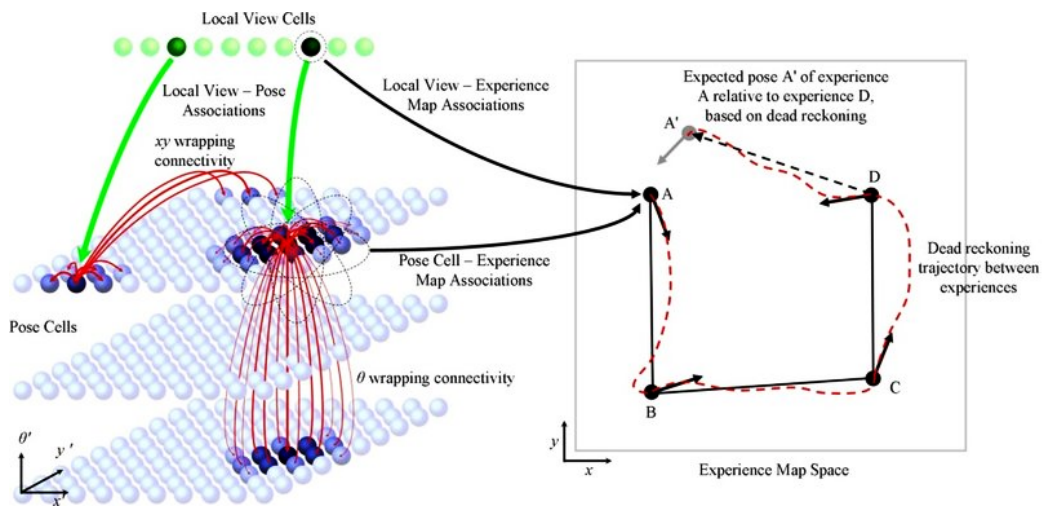 Local View Cells
Local View – Pose
Associations
Local View – Experience
Map Associations
xy wrapping
connectivity
Pose Cell – Experience
Map Associations
Pose Cells
θ wrapping connectivity
θ'
y'
x'
Expected pose A' of experience
A relative to experience D,
based on dead reckoning
A'
A
D
Dead reckoning
trajectory between
experiences
B
C
y
x
Experience Map Space